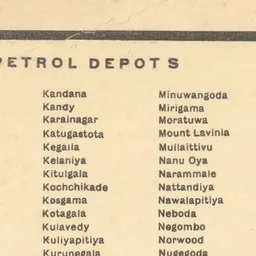 PETROL DEPOTS
Kandana
Kandy
Karainagar
Katugastota
Kegalla
Kelaniya
Kitulgala
Kochchikade
Kosgama
Kotagala
Kulavedy
Kuliyapitiya
Kurunegala
Minuwangoda
Mirigama
Moratuwa
Mount Lavinia
Mullaittivu
Nanu Oya
Narammale
Nattandiya
Nawalapitiya
Neboda
Negombo
Norwood
Nugegoda